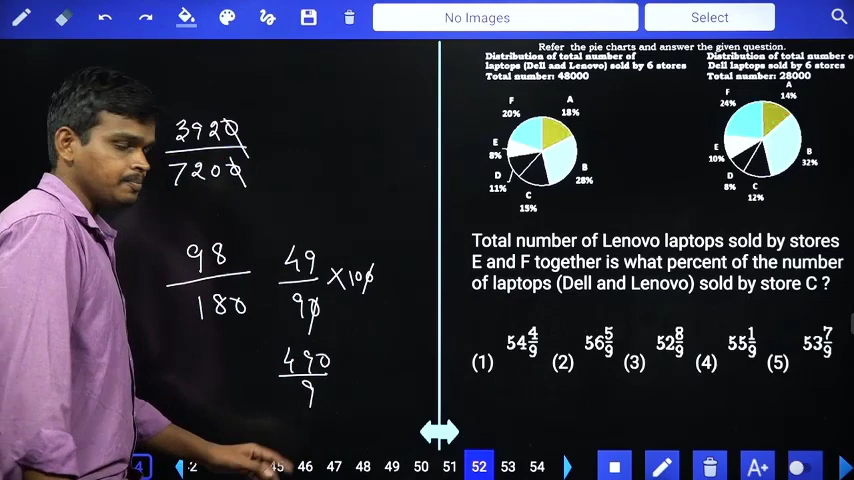 No Images
Select
3920
7200
98
180
49
90
×100
490
9
Refer the pie charts and answer the given question.
Distribution of total number of
laptops (Dell and Lenovo) sold by 6 stores
Total number: 48000
F
20%
A
18%
E
8%
D
11%
C
15%
B
28%
Distribution of total number o
Dell laptops sold by 6 stores
Total number: 28000
F
24%
A
14%
E
10%
D
8%
C
12%
B
32%
Total number of Lenovo laptops sold by stores
E and F together is what percent of the number
of laptops (Dell and Lenovo) sold by store C ?
(1) 54 4/9 (2) 56 5/9 (3) 52 8/9 (4) 55 1/9 (5) 53 7/9
4 2 45 46 47 48 49 50 51 52 53 54 A+